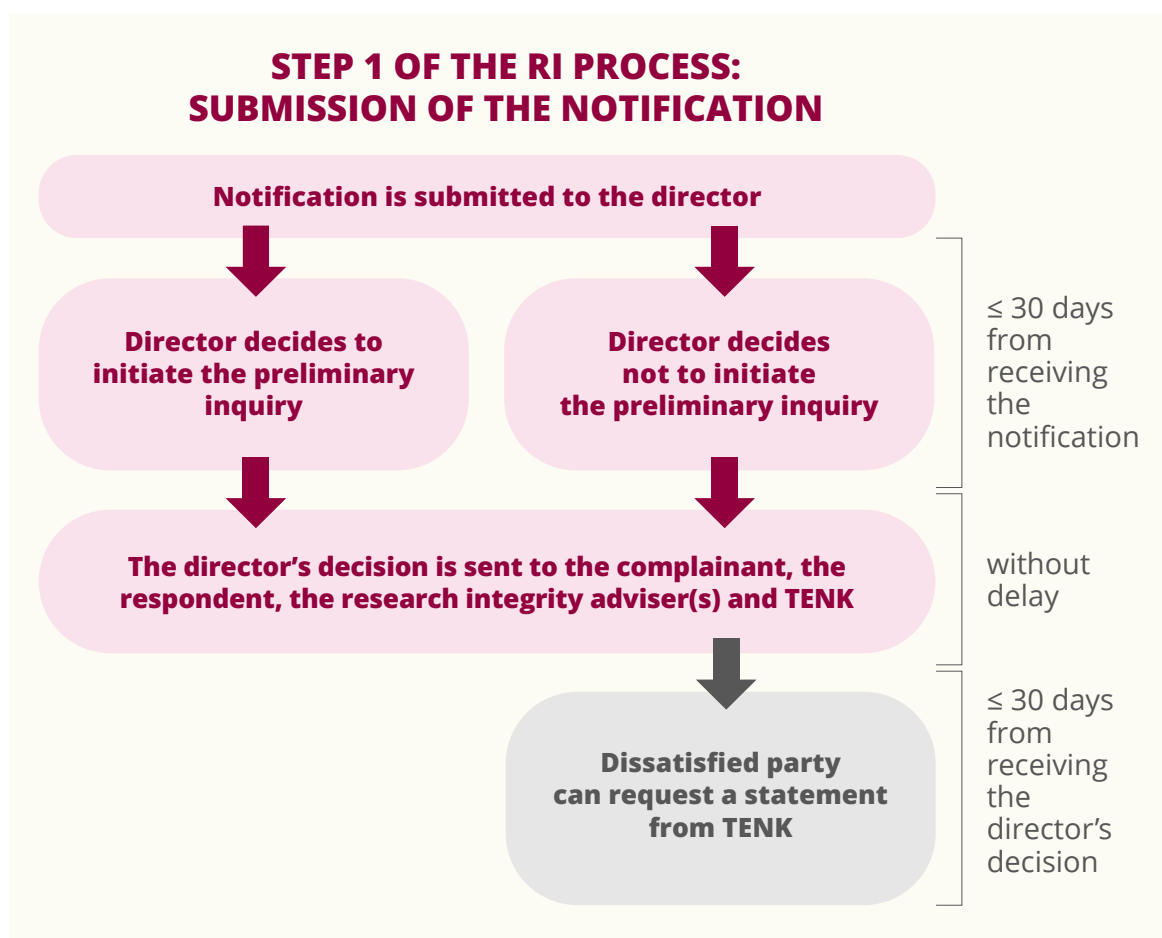 STEP 1 OF THE RI PROCESS:
SUBMISSION OF THE NOTIFICATION
Notification is submitted to the director
Director decides to
initiate the preliminary
inquiry
Director decides
not to initiate
the preliminary inquiry
≤ 30 days
from
receiving
the
notification
The director’s decision is sent to the complainant, the
respondent, the research integrity adviser(s) and TENK
without
delay
Dissatisfied party
can request a statement
from TENK
≤ 30 days
from
receiving
the
director’s
decision